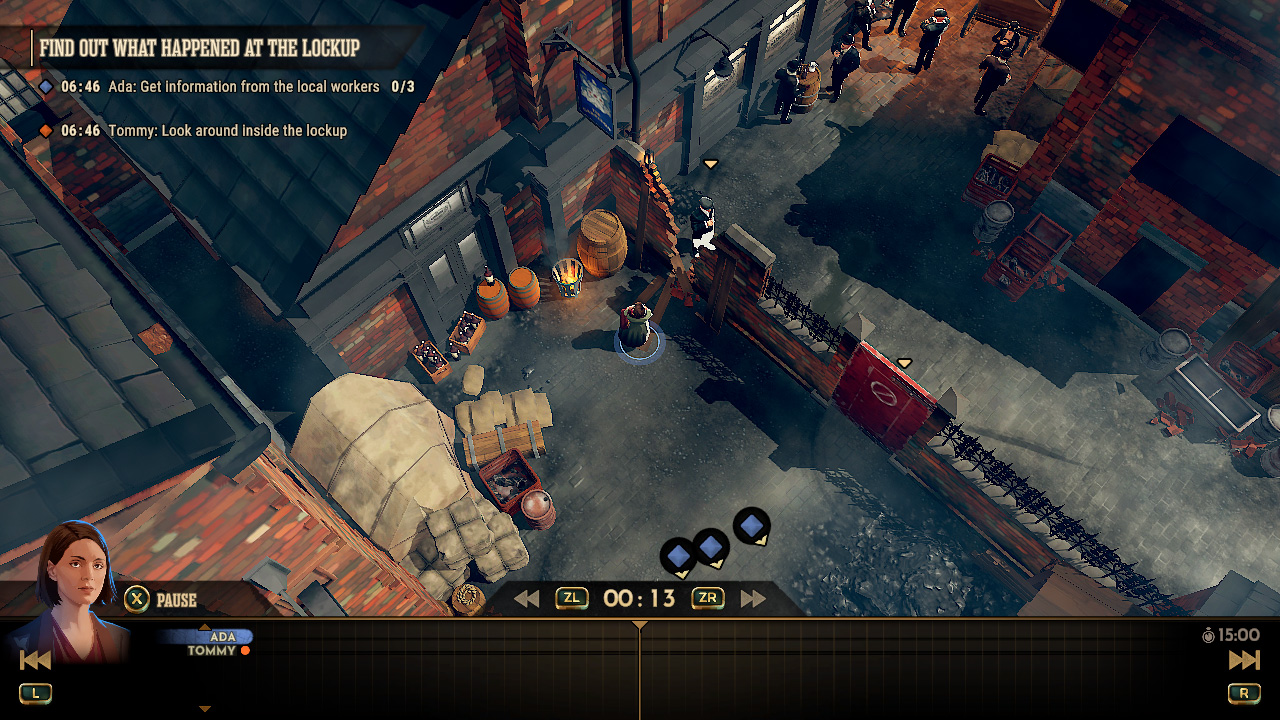 FIND OUT WHAT HAPPENED AT THE LOCKUP
06:46 Ada: Get information from the local workers 0/3
06:46 Tommy: Look around inside the lockup
X PAUSE
ZL 00:13 ZR
ADA
TOMMY
15:00
L
R